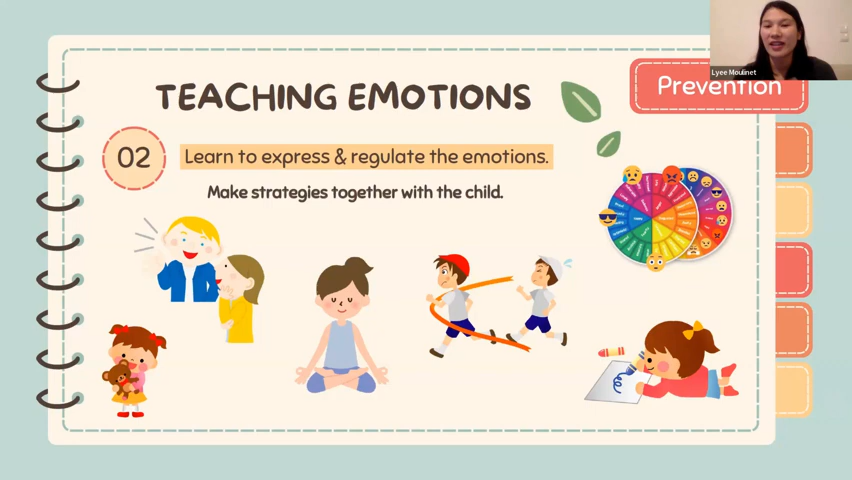 Lyee Moulinet
Prevention
TEACHING EMOTIONS
02
Learn to express & regulate the emotions.
Make strategies together with the child.